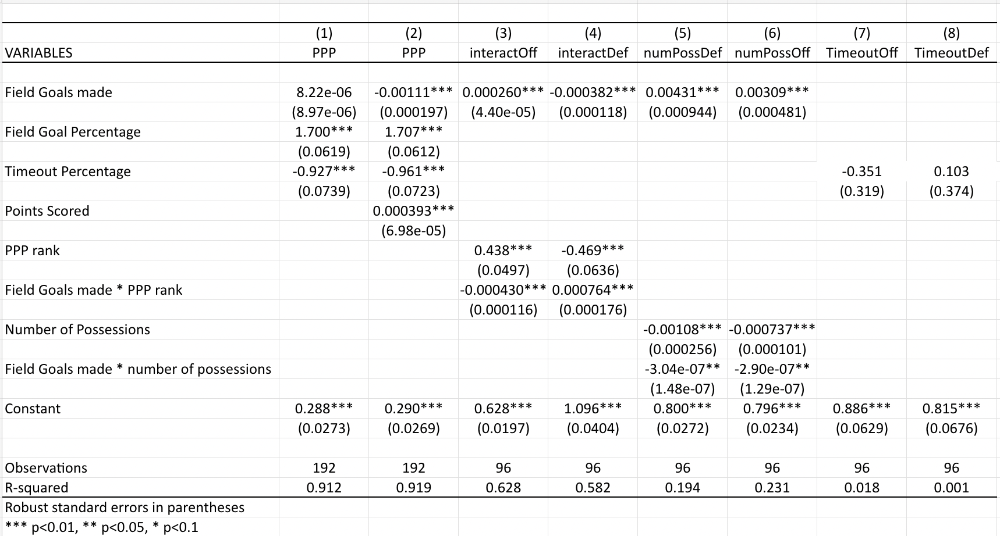 (1) (2) (3) (4) (5) (6) (7) (8)
VARIABLES PPP PPP interactOff interactDef numPossDef numPossOff TimeoutOff TimeoutDef
Field Goals made 8.22e-06 -0.00111*** 0.000260*** -0.000382*** 0.00431*** 0.00309***
(8.97e-06) (0.000197) (4.40e-05) (0.000118) (0.000944) (0.000481)
Field Goal Percentage 1.700*** 1.707***
(0.0619) (0.0612)
Timeout Percentage -0.927*** -0.961*** -0.351 0.103
(0.0739) (0.0723) (0.319) (0.374)
Points Scored 0.000393***
(6.98e-05)
PPP rank 0.438*** -0.469***
(0.0497) (0.0636)
Field Goals made * PPP rank -0.000430*** 0.000764***
(0.000116) (0.000176)
Number of Possessions -0.00108*** -0.000737***
(0.000256) (0.000101)
Field Goals made * number of possessions -3.04e-07** -2.90e-07**
(1.48e-07) (1.29e-07)
Constant 0.288*** 0.290*** 0.628*** 1.096*** 0.800*** 0.796*** 0.886*** 0.815***
(0.0273) (0.0269) (0.0197) (0.0404) (0.0272) (0.0234) (0.0629) (0.0676)
Observations 192 192 96 96 96 96 96 96
R-squared 0.912 0.919 0.628 0.582 0.194 0.231 0.018 0.001
Robust standard errors in parentheses
*** p<0.01, ** p<0.05, * p<0.1